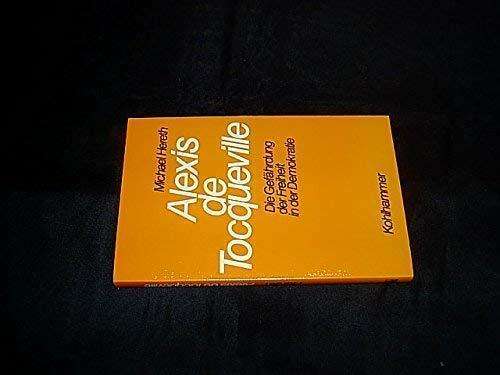 Michael Hereth
Alexis
de
Tocqueville
Die Gefährdung
der Freiheit
in der Demokratie
Kohlhammer